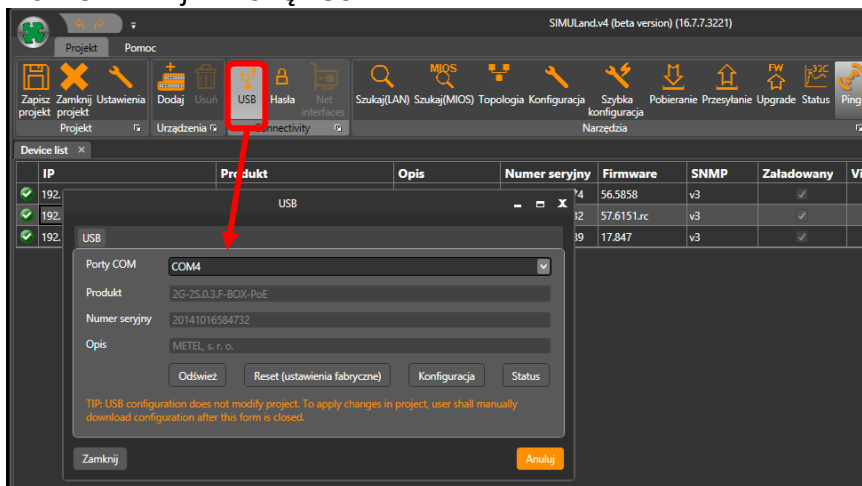 SIMULand.v4 (beta version) (16.7.7.3221)
Projekt Pomoc
Zapisz projekt Zamknij projekt Ustawienia Dodaj Usuń USB Hasła Net interfaces Szukaj(LAN) Szukaj(MIOS) Topologia Konfiguracja Szybka konfiguracja Pobieranie Przesyłanie Upgrade Status Ping
MIOS FW 32C
Projekt Urządzenia Connectivity Narzędzia
Device list ×
IP Produkt Opis Numer seryjny Firmware SNMP Załadowany
192. 56.5858 v3
192. 57.6151.rc v3
192. 17.847 v3
USB
USB
Porty COM COM4
Produkt 2G-2S.0.3.F-BOX-PoE
Numer seryjny 20141016584732
Opis METEL, s. r. o.
Odśwież Reset (ustawienia fabryczne) Konfiguracja Status
TIP: USB configuration does not modify project. To apply changes in project, user shall manually
download configuration after this form is closed.
Zamknij Anuluj